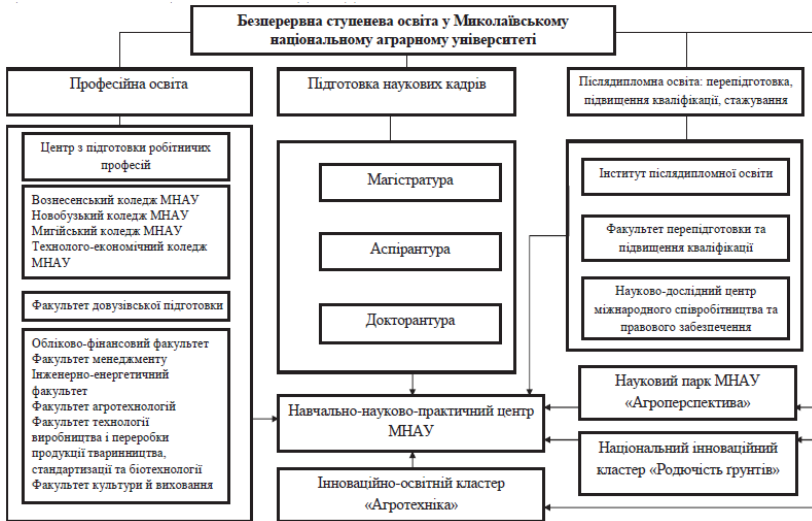 Безперервна ступенева освіта у Миколаївському
національному аграрному університеті
Професійна освіта
Підготовка наукових кадрів
Післядипломна освіта: перепідготовка,
підвищення кваліфікації, стажування
Центр з підготовки робітничих
професій
Вознесенський коледж МНАУ
Новобузький коледж МНАУ
Мигійський коледж МНАУ
Технолого-економічний коледж
МНАУ
Факультет довузівської підготовки
Обліково-фінансовий факультет
Факультет менеджменту
Інженерно-енергетичний
факультет
Факультет агротехнологій
Факультет технології
виробництва і переробки
продукції тваринництва,
стандартизації та біотехнології
Факультет культури й виховання
Магістратура
Аспірантура
Докторантура
Інститут післядипломної освіти
Факультет перепідготовки та
підвищення кваліфікації
Науково-дослідний центр
міжнародного співробітництва та
правового забезпечення
Навчально-науково-практичний центр
МНАУ
Науковий парк МНАУ
«Агроперспектива»
Національний інноваційний
кластер «Родючість ґрунтів»
Інноваційно-освітній кластер
«Агротехніка»